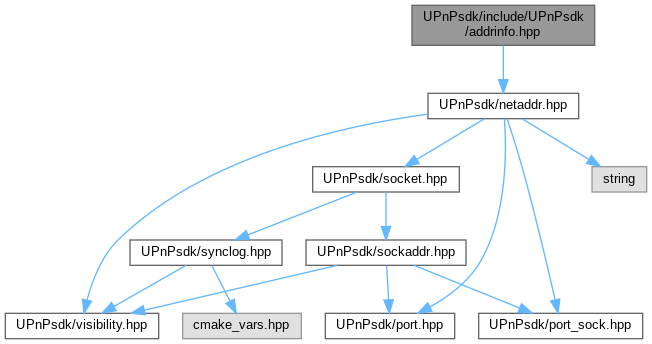 UPnPsdk/include/UPnPsdk
/addrinfo.hpp
UPnPsdk/netaddr.hpp
UPnPsdk/socket.hpp
string
UPnPsdk/synclog.hpp
UPnPsdk/sockaddr.hpp
UPnPsdk/visibility.hpp
cmake_vars.hpp
UPnPsdk/port.hpp
UPnPsdk/port_sock.hpp